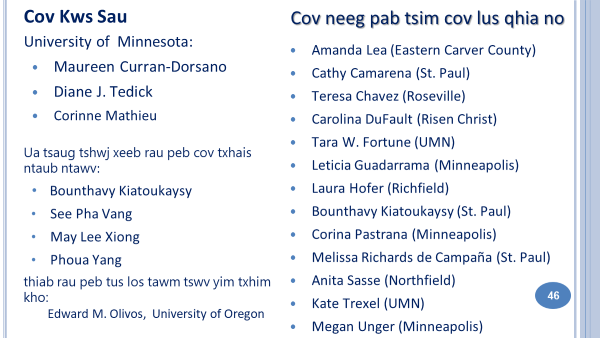 Cov Kws Sau
University of Minnesota:
• Maureen Curran-Dorsano
• Diane J. Tedick
• Corinne Mathieu
Ua tsaug tshwj xeeb rau peb cov txhais
ntaub ntawv:
• Bounthavy Kiatoukaysy
• See Pha Vang
• May Lee Xiong
• Phoua Yang
thiab rau peb tus los tawm tswv yim txhim
kho:
Edward M. Olivos, University of Oregon
Cov neeg pab tsim cov lus qhia no
• Amanda Lea (Eastern Carver County)
• Cathy Camarena (St. Paul)
• Teresa Chavez (Roseville)
• Carolina DuFault (Risen Christ)
• Tara W. Fortune (UMN)
• Leticia Guadarrama (Minneapolis)
• Laura Hofer (Richfield)
• Bounthavy Kiatoukaysy (St. Paul)
• Corina Pastrana (Minneapolis)
• Melissa Richards de Campaña (St. Paul)
• Anita Sasse (Northfield)
• Kate Trexel (UMN)
• Megan Unger (Minneapolis)
46